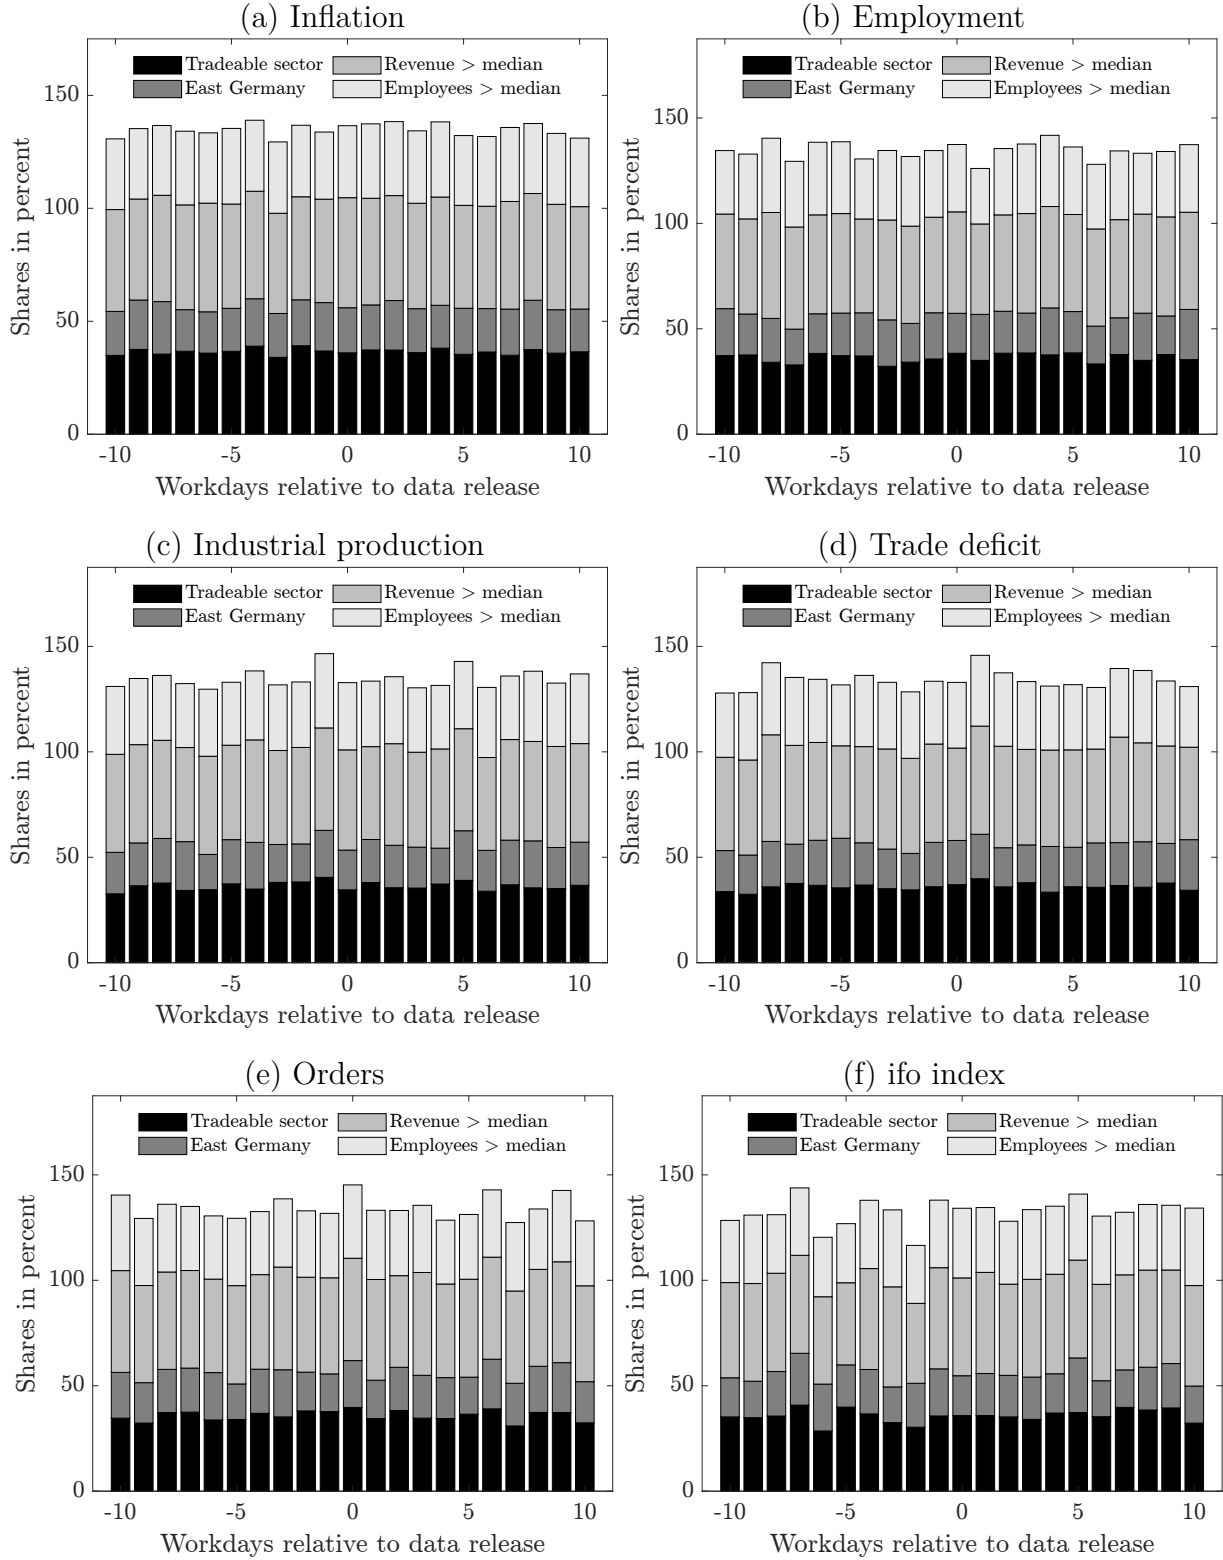 (a) Inflation
Tradeable sector
East Germany
Revenue > median
Employees > median
Shares in percent
150
100
50
0
-10 -5 0 5 10
Workdays relative to data release
(b) Employment
Tradeable sector
East Germany
Revenue > median
Employees > median
Shares in percent
150
100
50
0
-10 -5 0 5 10
Workdays relative to data release
(c) Industrial production
Tradeable sector
East Germany
Revenue > median
Employees > median
Shares in percent
150
100
50
0
-10 -5 0 5 10
Workdays relative to data release
(d) Trade deficit
Tradeable sector
East Germany
Revenue > median
Employees > median
Shares in percent
150
100
50
0
-10 -5 0 5 10
Workdays relative to data release
(e) Orders
Tradeable sector
East Germany
Revenue > median
Employees > median
Shares in percent
150
100
50
0
-10 -5 0 5 10
Workdays relative to data release
(f) ifo index
Tradeable sector
East Germany
Revenue > median
Employees > median
Shares in percent
150
100
50
0
-10 -5 0 5 10
Workdays relative to data release